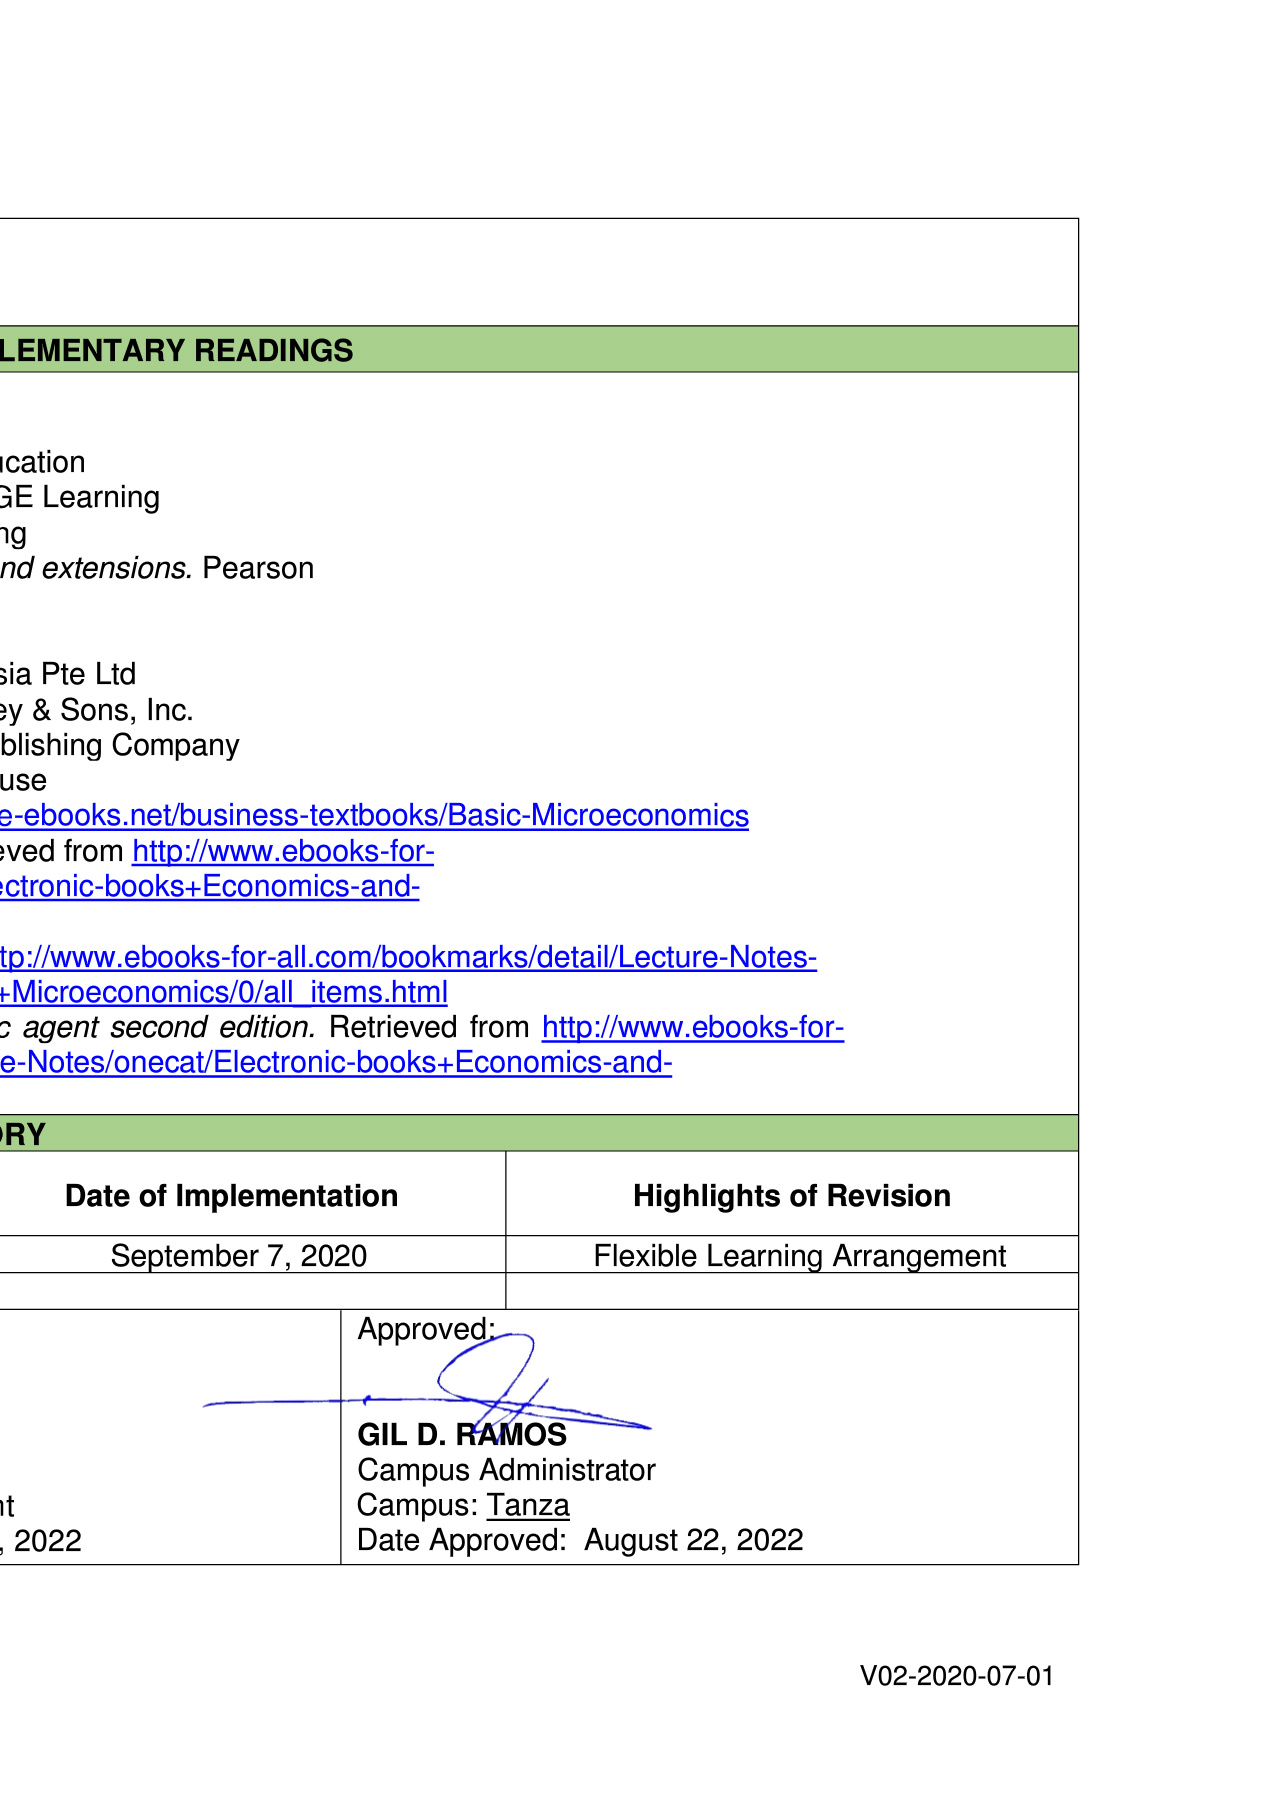 LEMENTARY READINGS
ucation
GE Learning
ng
nd extensions. Pearson
sia Pte Ltd
ey & Sons, Inc.
blishing Company
use
e-ebooks.net/business-textbooks/Basic-Microeconomics
eved from http://www.ebooks-for-
ectronic-books+Economics-and-
tp://www.ebooks-for-all.com/bookmarks/detail/Lecture-Notes-
+Microeconomics/0/all_items.html
c agent second edition. Retrieved from http://www.ebooks-for-
e-Notes/onecat/Electronic-books+Economics-and-
ORY
Date of Implementation Highlights of Revision
September 7, 2020 Flexible Learning Arrangement
Approved:
GIL D. RAMOS
Campus Administrator
nt Campus: Tanza
, 2022 Date Approved: August 22, 2022
V02-2020-07-01